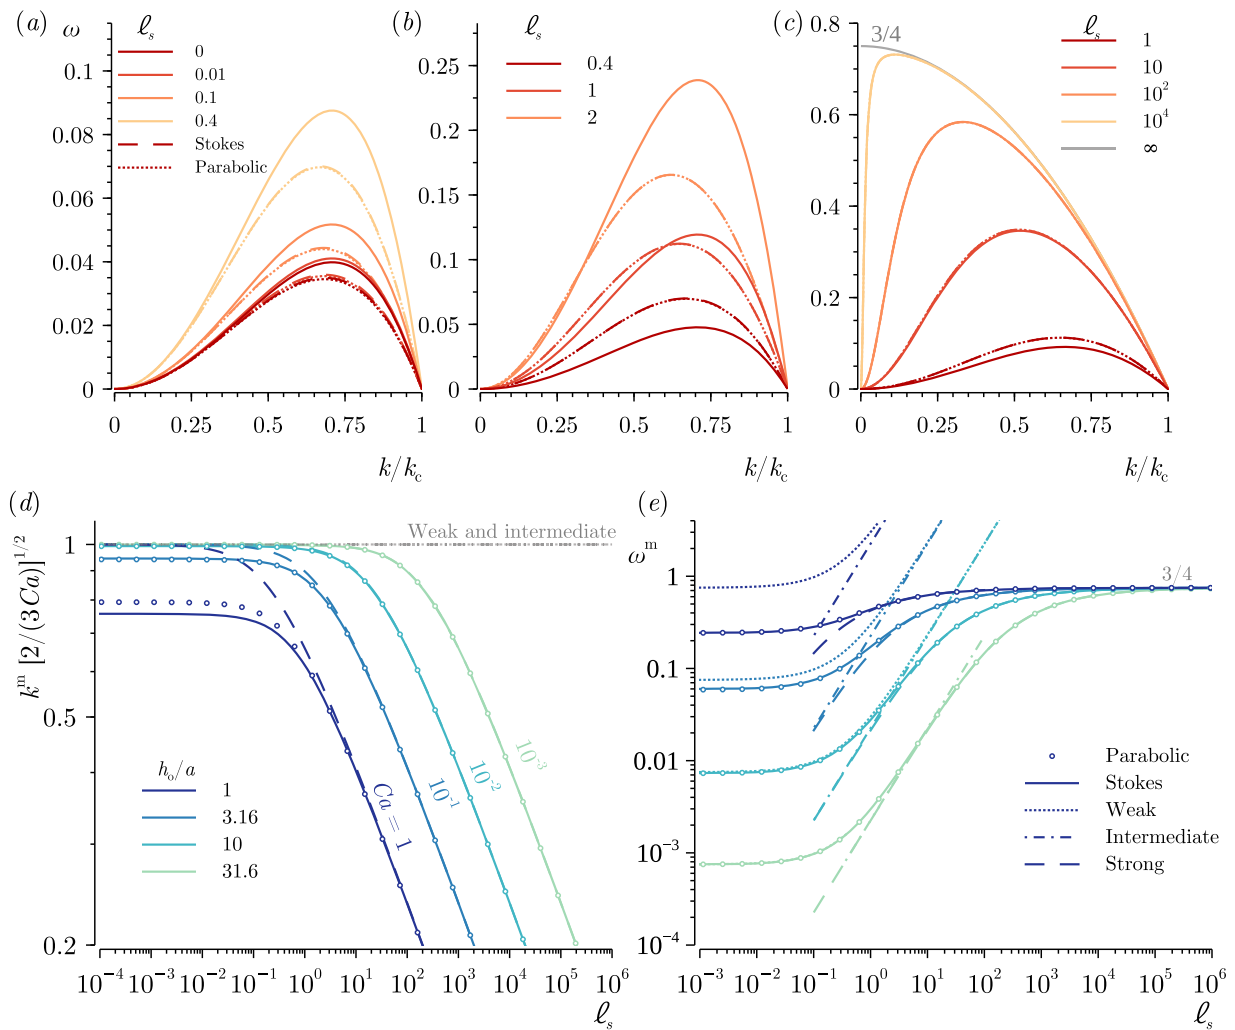 (a)
ω
ℓs
0
0.01
0.1
0.4
Stokes
Parabolic
0.1
0.08
0.06
0.04
0.02
0
0 0.25 0.5 0.75 1
k/kc
(b)
ℓs
0.4
1
2
0.25
0.2
0.15
0.1
0.05
0
0 0.25 0.5 0.75 1
k/kc
(c)
ℓs
3/4
1
10
10²
10⁴
∞
0.8
0.6
0.4
0.2
0
0 0.25 0.5 0.75 1
k/kc
(d)
kᵐ [2/(3Ca)]^1/2
Weak and intermediate
1
0.5
0.2
hₒ/a
1
3.16
10
31.6
Ca = 1
10⁻¹
10⁻²
10⁻³
10⁻⁴ 10⁻³ 10⁻² 10⁻¹ 10⁰ 10¹ 10² 10³ 10⁴ 10⁵ 10⁶
ℓs
(e)
ωᵐ
3/4
1
0.1
0.01
10⁻³
10⁻⁴
Parabolic
Stokes
Weak
Intermediate
Strong
10⁻³ 10⁻² 10⁻¹ 10⁰ 10¹ 10² 10³ 10⁴ 10⁵ 10⁶
ℓs